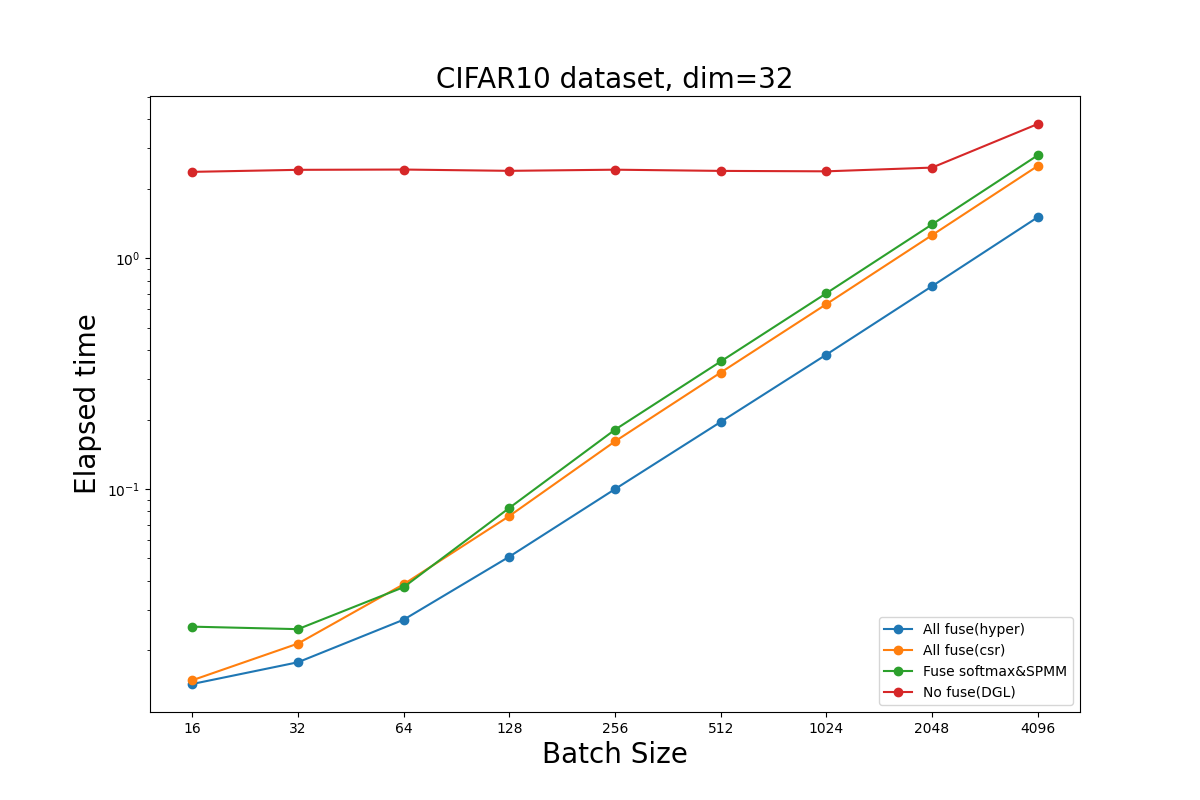 CIFAR10 dataset, dim=32
Elapsed time
10⁰
10⁻¹
16 32 64 128 256 512 1024 2048 4096
Batch Size
All fuse(hyper)
All fuse(csr)
Fuse softmax&SPMM
No fuse(DGL)